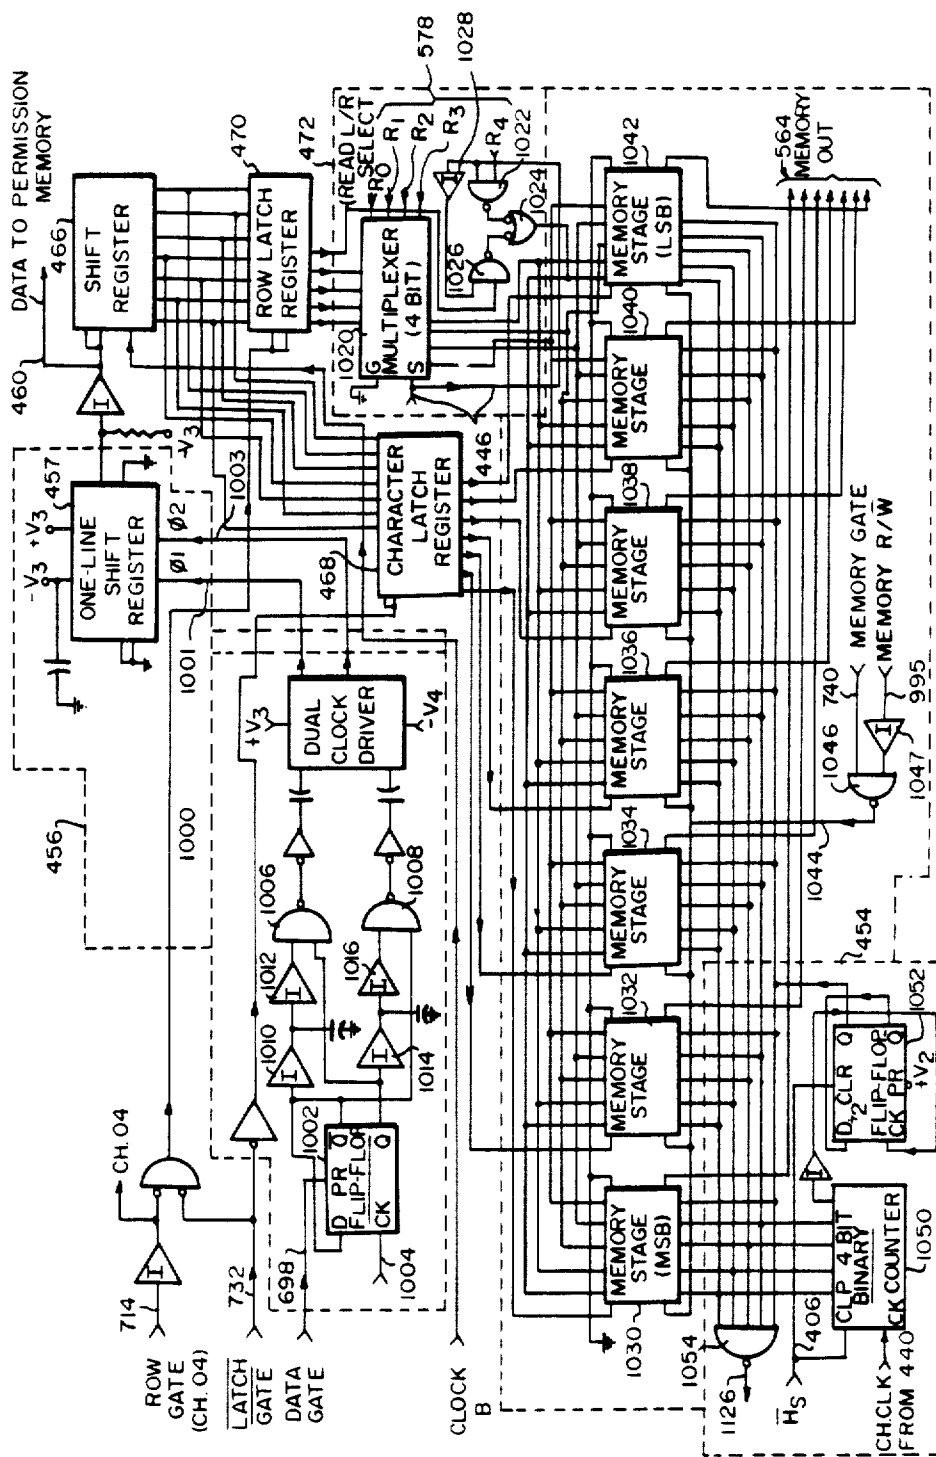 DATA TO PERMISSION
MEMORY
460
466
SHIFT
REGISTER
470
ROW LATCH
REGISTER
472
(READ L/R
SELECT
R0
R1
R2
R3
578
1028
R4
1022
1024
1026
1020
G
MULTIPLEXER
(4 BIT)
S
I
-V3
+V3
457
-V3
ONE-LINE
SHIFT
REGISTER
Ø1
Ø2
1003
1001
456
1000
468
CHARACTER
LATCH
REGISTER
446
+V3
DUAL
CLOCK
DRIVER
-V4
1006
1008
1012
I
1016
I
1010
I
1014
I
1002
Q
D PR
FLIP-FLOP
CK Q
1004
698
CH. 04
I
714
732
ROW
GATE
(CH. 04)
LATCH
GATE
DATA
GATE
CLOCK
B
MEMORY
STAGE
(LSB)
1042
MEMORY
STAGE
1040
MEMORY
STAGE
1038
MEMORY
STAGE
1036
MEMORY
STAGE
1034
MEMORY
STAGE
1032
MEMORY
STAGE
(MSB)
1030
564
MEMORY
OUT
MEMORY GATE
740
MEMORY R/W
995
1046
I
1047
1044
454
1052
D CLR Q
÷2
FLIP-FLOP
CK PR Q
+V2
I
CLP 4 BIT
BINARY
CK COUNTER
1050
406
HS
CH.CLK
FROM 440
1054
1126